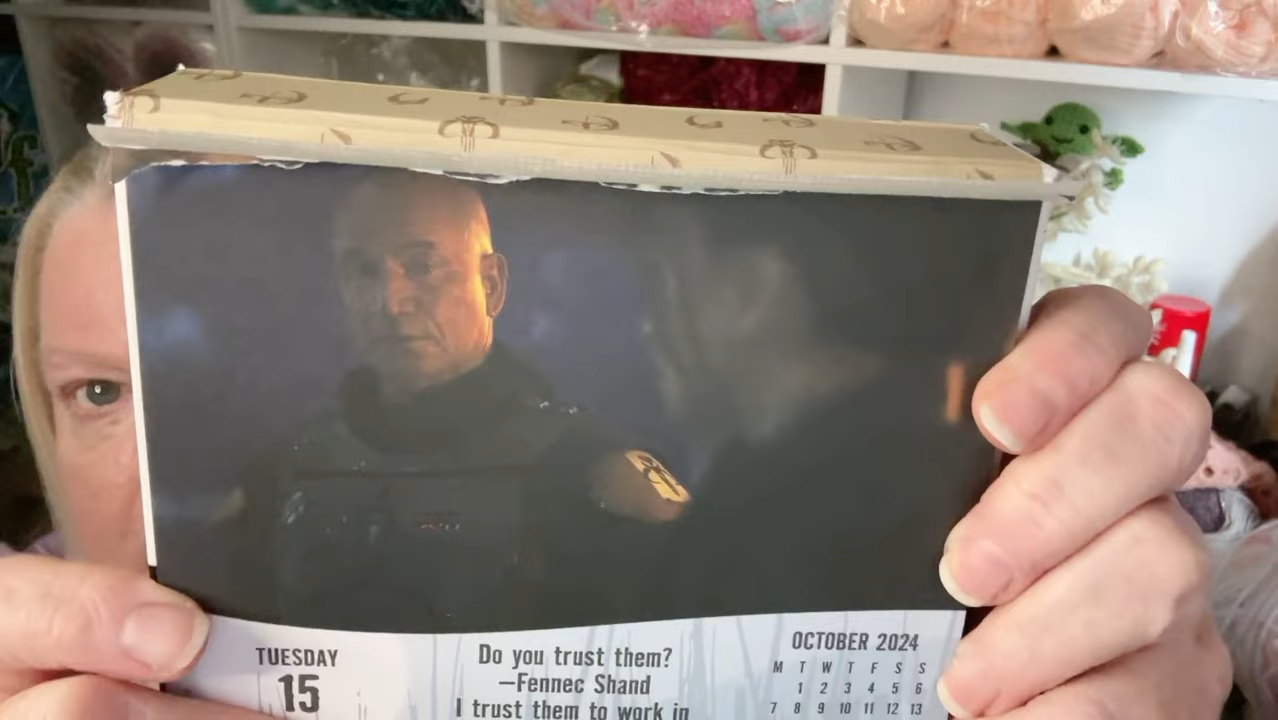 TUESDAY
15
Do you trust them?
–Fennec Shand
I trust them to work in
OCTOBER 2024
M T W T F S S
1 2 3 4 5 6
7 8 9 10 11 12 13